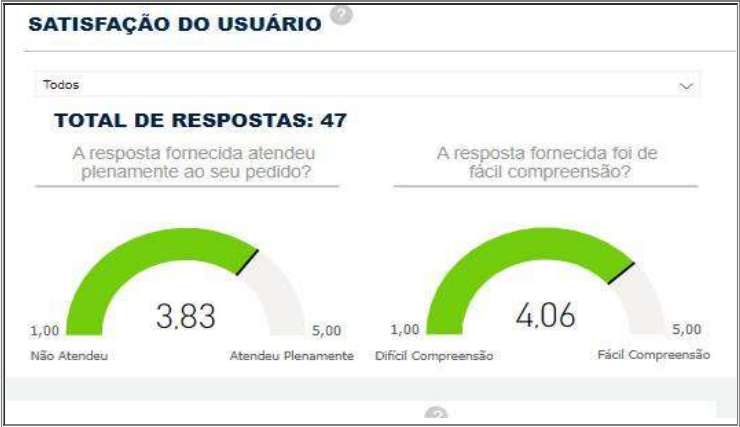 SATISFAÇÃO DO USUÁRIO ?
Todos
TOTAL DE RESPOSTAS: 47
A resposta fornecida atendeu
plenamente ao seu pedido?
3,83
1,00
5,00
Não Atendeu
Atendeu Plenamente
A resposta fornecida foi de
fácil compreensão?
4,06
1,00
5,00
Difícil Compreensão
Fácil Compreensão
?